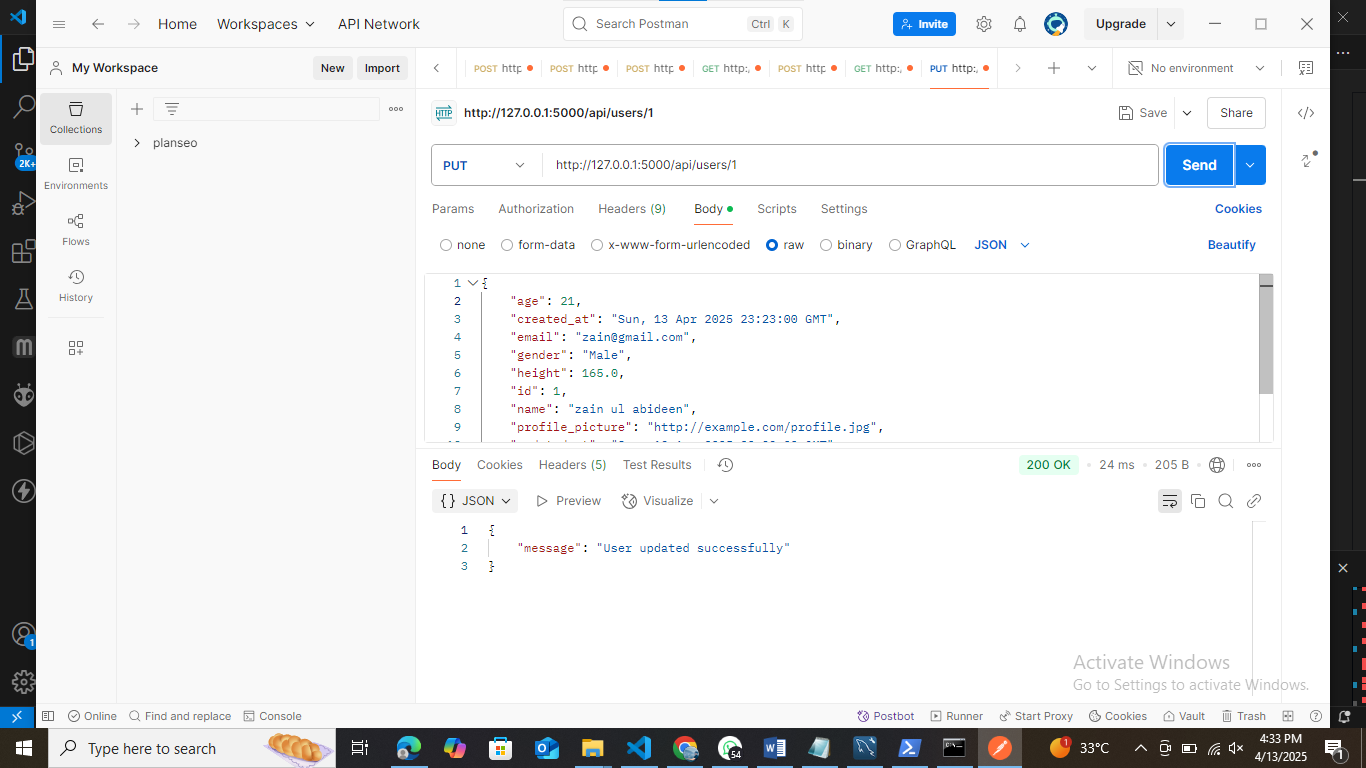 Home Workspaces API Network Search Postman Ctrl K Invite Upgrade
My Workspace New Import POST http: POST http: POST http: GET http: POST http: GET http: PUT http: No environment
Collections
HTTP http://127.0.0.1:5000/api/users/1 Save Share
planseo
2K+
Environments
PUT http://127.0.0.1:5000/api/users/1 Send
Flows
Params Authorization Headers (9) Body Scripts Settings Cookies
none form-data x-www-form-urlencoded raw binary GraphQL JSON Beautify
History
1 {
2 "age": 21,
3 "created_at": "Sun, 13 Apr 2025 23:23:00 GMT",
4 "email": "zain@gmail.com",
5 "gender": "Male",
6 "height": 165.0,
7 "id": 1,
8 "name": "zain ul abideen",
9 "profile_picture": "http://example.com/profile.jpg",
Body Cookies Headers (5) Test Results 200 OK • 24 ms • 205 B
{} JSON Preview Visualize
1 {
2 "message": "User updated successfully"
3 }
1
Activate Windows
Go to Settings to activate Windows.
Online Find and replace Console Postbot Runner Start Proxy Cookies Vault Trash
Type here to search 54 1 33°C 4:33 PM
4/13/2025 1